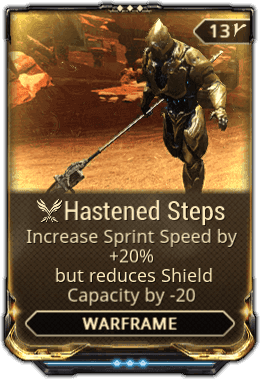 13
Hastened Steps
Increase Sprint Speed by
+20%
but reduces Shield
Capacity by -20
WARFRAME